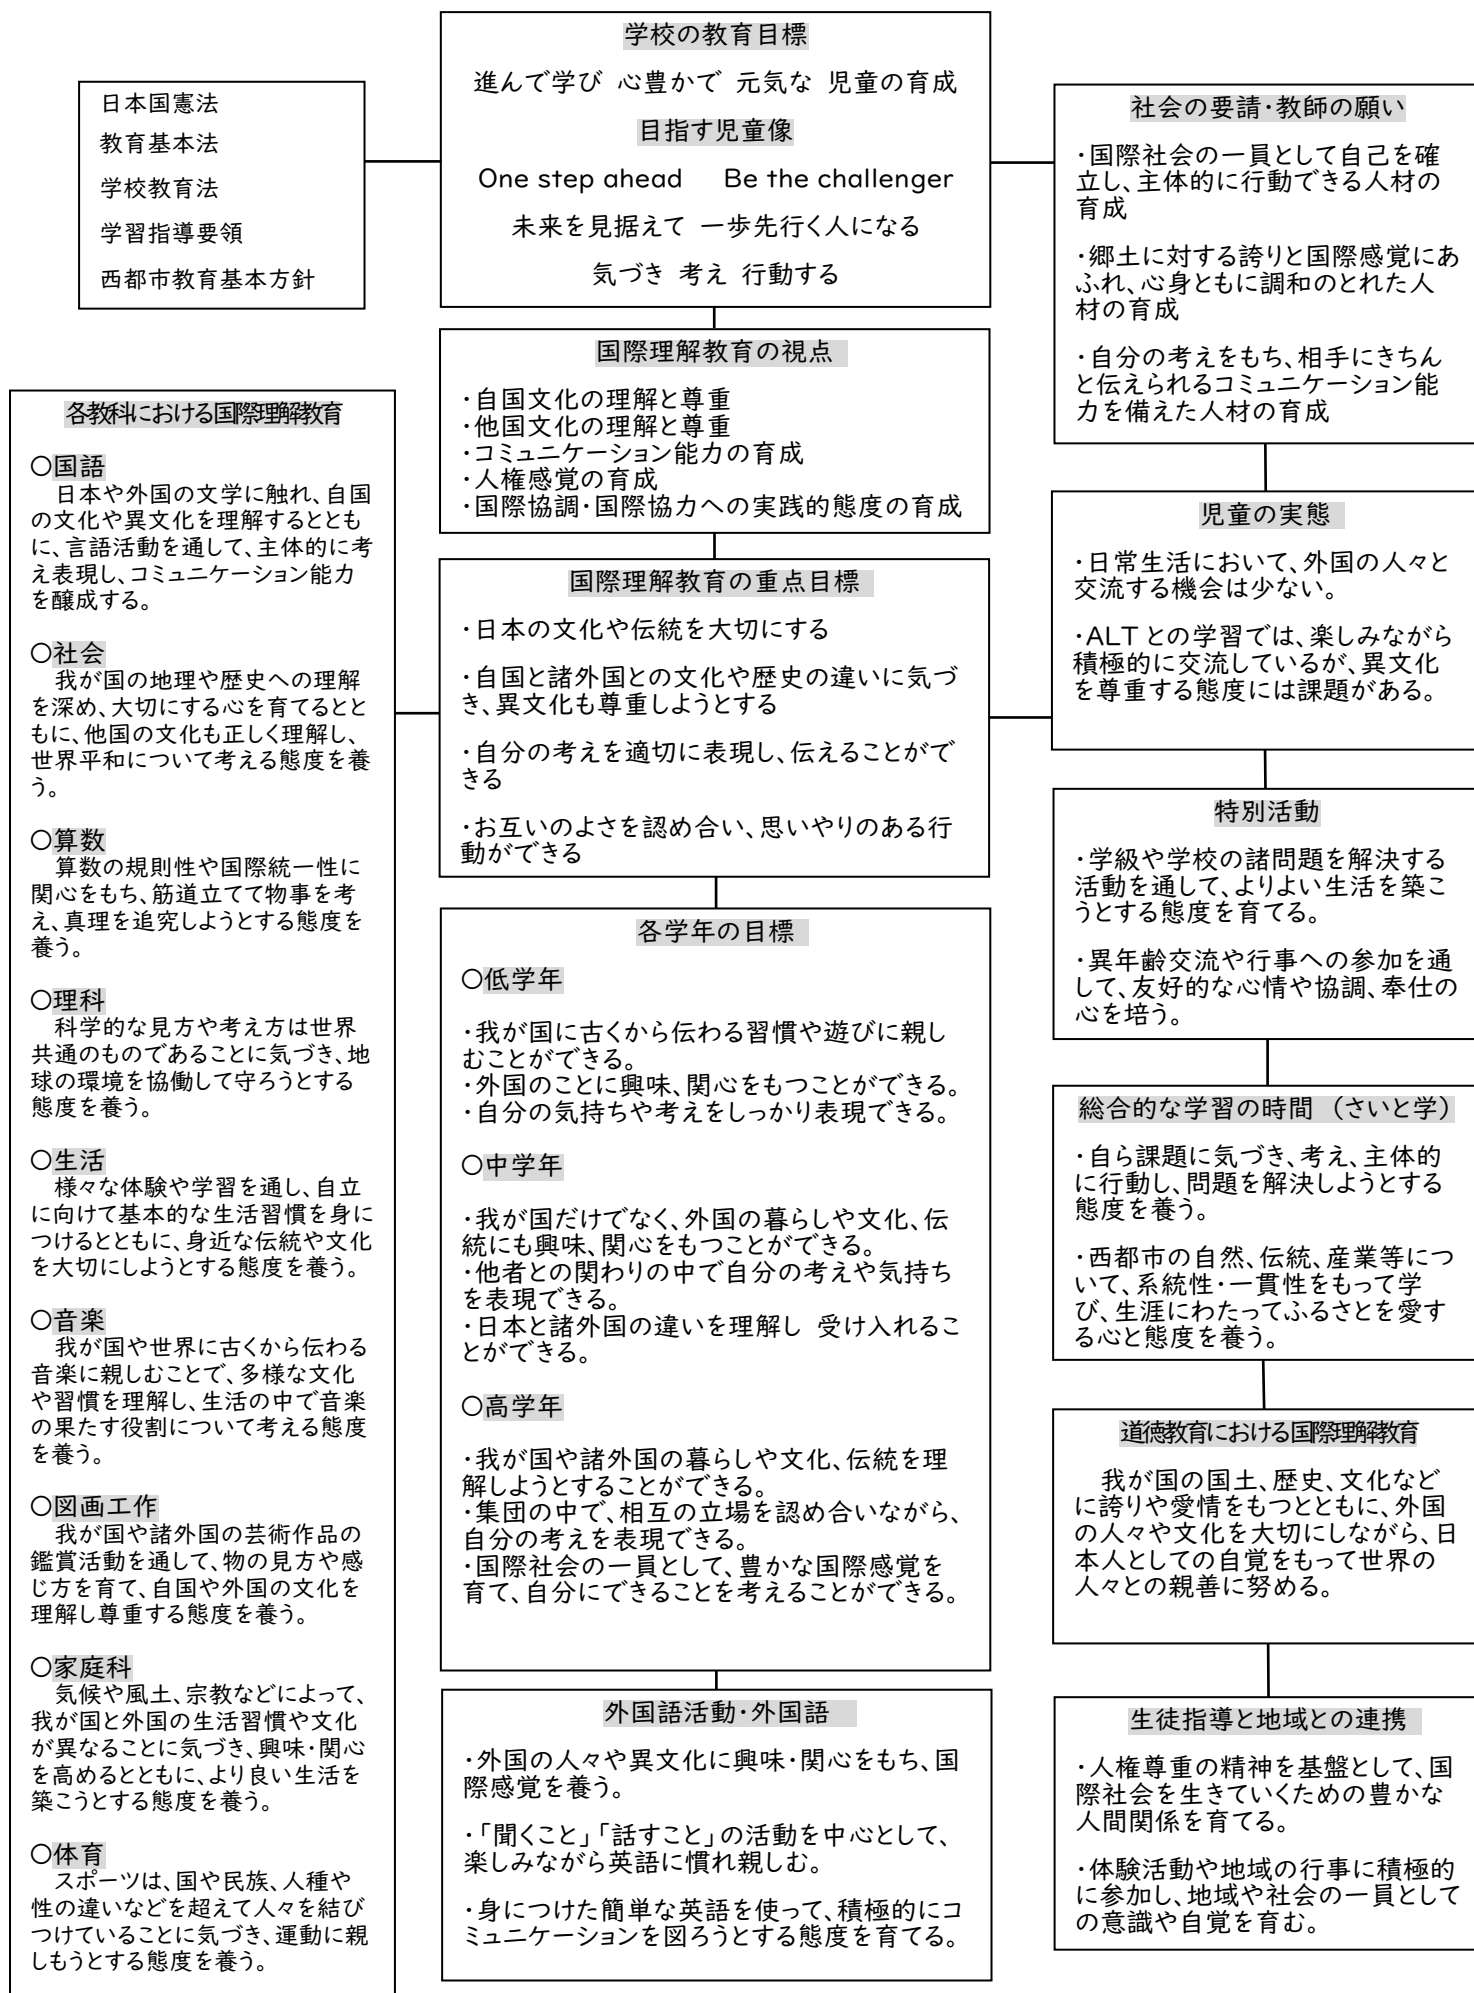 学校の教育目標
進んで学び 心豊かで 元気な 児童の育成
目指す児童像
One step ahead Be the challenger
未来を見据えて 一歩先行く人になる
気づき 考え 行動する
日本国憲法
教育基本法
学校教育法
学習指導要領
西都市教育基本方針
社会の要請・教師の願い
・国際社会の一員として自己を確
立し、主体的に行動できる人材の
育成
・郷土に対する誇りと国際感覚にあ
ふれ、心身ともに調和のとれた人
材の育成
・自分の考えをもち、相手にきちん
と伝えられるコミュニケーション能
力を備えた人材の育成
国際理解教育の視点
・自国文化の理解と尊重
・他国文化の理解と尊重
・コミュニケーション能力の育成
・人権感覚の育成
・国際協調・国際協力への実践的態度の育成
各教科における国際理解教育
○国語
日本や外国の文学に触れ、自国
の文化や異文化を理解するととも
に、言語活動を通して、主体的に考
え表現し、コミュニケーション能力
を醸成する。
○社会
我が国の地理や歴史への理解
を深め、大切にする心を育てるとと
もに、他国の文化も正しく理解し、
世界平和について考える態度を養
う。
○算数
算数の規則性や国際統一性に
関心をもち、筋道立てて物事を考
え、真理を追究しようとする態度を
養う。
○理科
科学的な見方や考え方は世界
共通のものであることに気づき、地
球の環境を協働して守ろうとする
態度を養う。
○生活
様々な体験や学習を通し、自立
に向けて基本的な生活習慣を身に
つけるとともに、身近な伝統や文化
を大切にしようとする態度を養う。
○音楽
我が国や世界に古くから伝わる
音楽に親しむことで、多様な文化
や習慣を理解し、生活の中で音楽
の果たす役割について考える態度
を養う。
○図画工作
我が国や諸外国の芸術作品の
鑑賞活動を通して、物の見方や感
じ方を育て、自国や外国の文化を
理解し尊重する態度を養う。
○家庭科
気候や風土、宗教などによって、
我が国と外国の生活習慣や文化
が異なることに気づき、興味・関心
を高めるとともに、より良い生活を
築こうとする態度を養う。
○体育
スポーツは、国や民族、人種や
性の違いなどを超えて人々を結び
つけていることに気づき、運動に親
しもうとする態度を養う。
国際理解教育の重点目標
・日本の文化や伝統を大切にする
・自国と諸外国との文化や歴史の違いに気づ
き、異文化も尊重しようとする
・自分の考えを適切に表現し、伝えることがで
きる
・お互いのよさを認め合い、思いやりのある行
動ができる
各学年の目標
○低学年
・我が国に古くから伝わる習慣や遊びに親し
むことができる。
・外国のことに興味、関心をもつことができる。
・自分の気持ちや考えをしっかり表現できる。
○中学年
・我が国だけでなく、外国の暮らしや文化、伝
統にも興味、関心をもつことができる。
・他者との関わりの中で自分の考えや気持ち
を表現できる。
・日本と諸外国の違いを理解し 受け入れるこ
とができる。
○高学年
・我が国や諸外国の暮らしや文化、伝統を理
解しようとすることができる。
・集団の中で、相互の立場を認め合いながら、
自分の考えを表現できる。
・国際社会の一員として、豊かな国際感覚を
育て、自分にできることを考えることができる。
外国語活動・外国語
・外国の人々や異文化に興味・関心をもち、国
際感覚を養う。
・「聞くこと」「話すこと」の活動を中心として、
楽しみながら英語に慣れ親しむ。
・身につけた簡単な英語を使って、積極的にコ
ミュニケーションを図ろうとする態度を育てる。
児童の実態
・日常生活において、外国の人々と
交流する機会は少ない。
・ALTとの学習では、楽しみながら
積極的に交流しているが、異文化
を尊重する態度には課題がある。
特別活動
・学級や学校の諸問題を解決する
活動を通して、よりよい生活を築こ
うとする態度を育てる。
・異年齢交流や行事への参加を通
して、友好的な心情や協調、奉仕の
心を培う。
総合的な学習の時間 (さいと学)
・自ら課題に気づき、考え、主体的
に行動し、問題を解決しようとする
態度を養う。
・西都市の自然、伝統、産業等につ
いて、系統性・一貫性をもって学
び、生涯にわたってふるさとを愛す
る心と態度を養う。
道徳教育における国際理解教育
我が国の国土、歴史、文化など
に誇りや愛情をもつとともに、外国
の人々や文化を大切にしながら、日
本人としての自覚をもって世界の
人々との親善に努める。
生徒指導と地域との連携
・人権尊重の精神を基盤として、国
際社会を生きていくための豊かな
人間関係を育てる。
・体験活動や地域の行事に積極的
に参加し、地域や社会の一員として
の意識や自覚を育む。